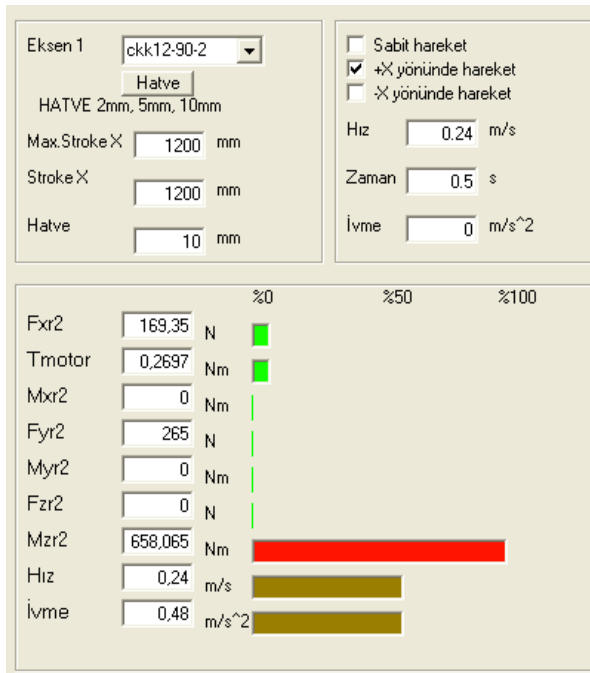 Eksen 1 ckk12-90-2
Hatve
HATVE 2mm, 5mm, 10mm
Max.Stroke X 1200 mm
Stroke X 1200 mm
Hatve 10 mm
Sabit hareket
+X yönünde hareket
-X yönünde hareket
Hız 0.24 m/s
Zaman 0.5 s
İvme 0 m/s^2
%0 %50 %100
Fxr2 169,35 N
Tmotor 0,2697 Nm
Mxr2 0 Nm
Fyr2 265 N
Myr2 0 Nm
Fzr2 0 N
Mzr2 658,065 Nm
Hız 0,24 m/s
İvme 0,48 m/s^2